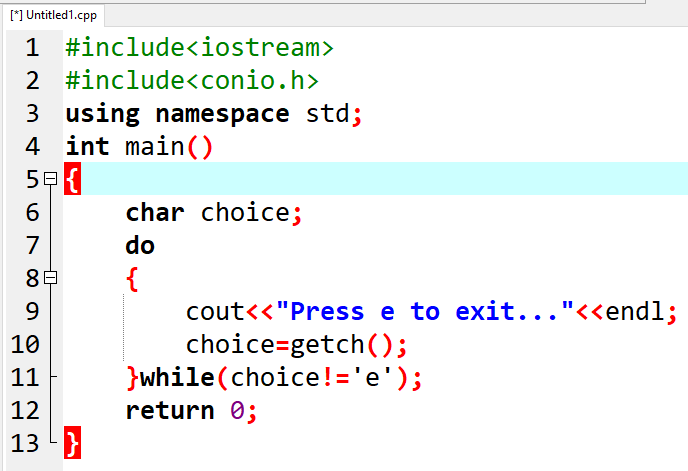 [*] Untitled1.cpp
1 #include<iostream>
2 #include<conio.h>
3 using namespace std;
4 int main()
5 {
6     char choice;
7     do
8     {
9         cout<<"Press e to exit..."<<endl;
10         choice=getch();
11     }while(choice!='e');
12     return 0;
13 }